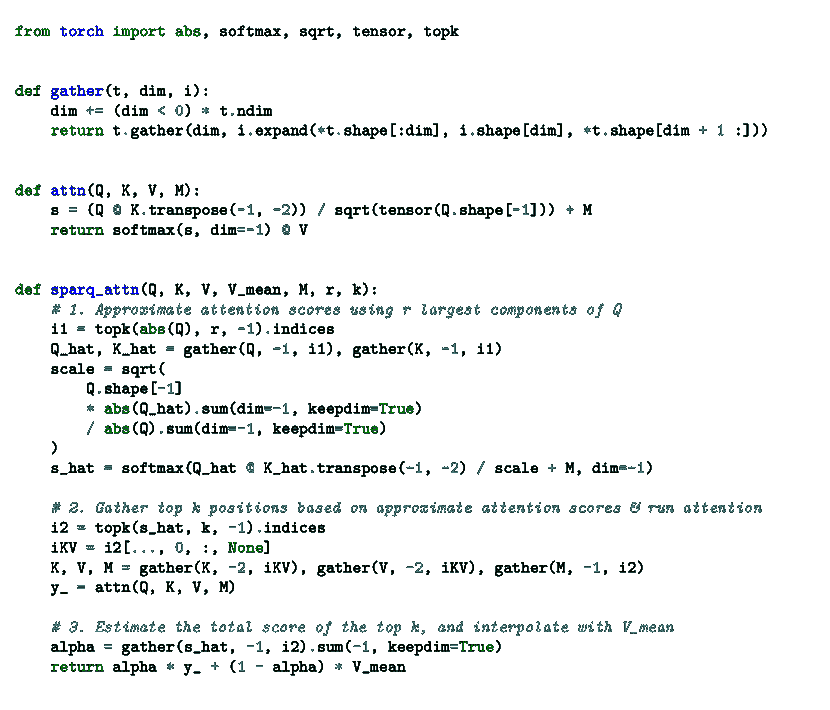 from torch import abs, softmax, sqrt, tensor, topk
def gather(t, dim, i):
    dim += (dim < 0) * t.ndim
    return t.gather(dim, i.expand(*t.shape[:dim], i.shape[dim], *t.shape[dim + 1 :]))
def attn(Q, K, V, M):
    s = (Q @ K.transpose(-1, -2)) / sqrt(tensor(Q.shape[-1])) + M
    return softmax(s, dim=-1) @ V
def sparq_attn(Q, K, V, V_mean, M, r, k):
    # 1. Approximate attention scores using r largest components of Q
    i1 = topk(abs(Q), r, -1).indices
    Q_hat, K_hat = gather(Q, -1, i1), gather(K, -1, i1)
    scale = sqrt(
        Q.shape[-1]
        * abs(Q_hat).sum(dim=-1, keepdim=True)
        / abs(Q).sum(dim=-1, keepdim=True)
    )
    s_hat = softmax(Q_hat @ K_hat.transpose(-1, -2) / scale + M, dim=-1)
    # 2. Gather top k positions based on approximate attention scores & run attention
    i2 = topk(s_hat, k, -1).indices
    iKV = i2[..., 0, :, None]
    K, V, M = gather(K, -2, iKV), gather(V, -2, iKV), gather(M, -1, i2)
    y_ = attn(Q, K, V, M)
    # 3. Estimate the total score of the top k, and interpolate with V_mean
    alpha = gather(s_hat, -1, i2).sum(-1, keepdim=True)
    return alpha * y_ + (1 - alpha) * V_mean